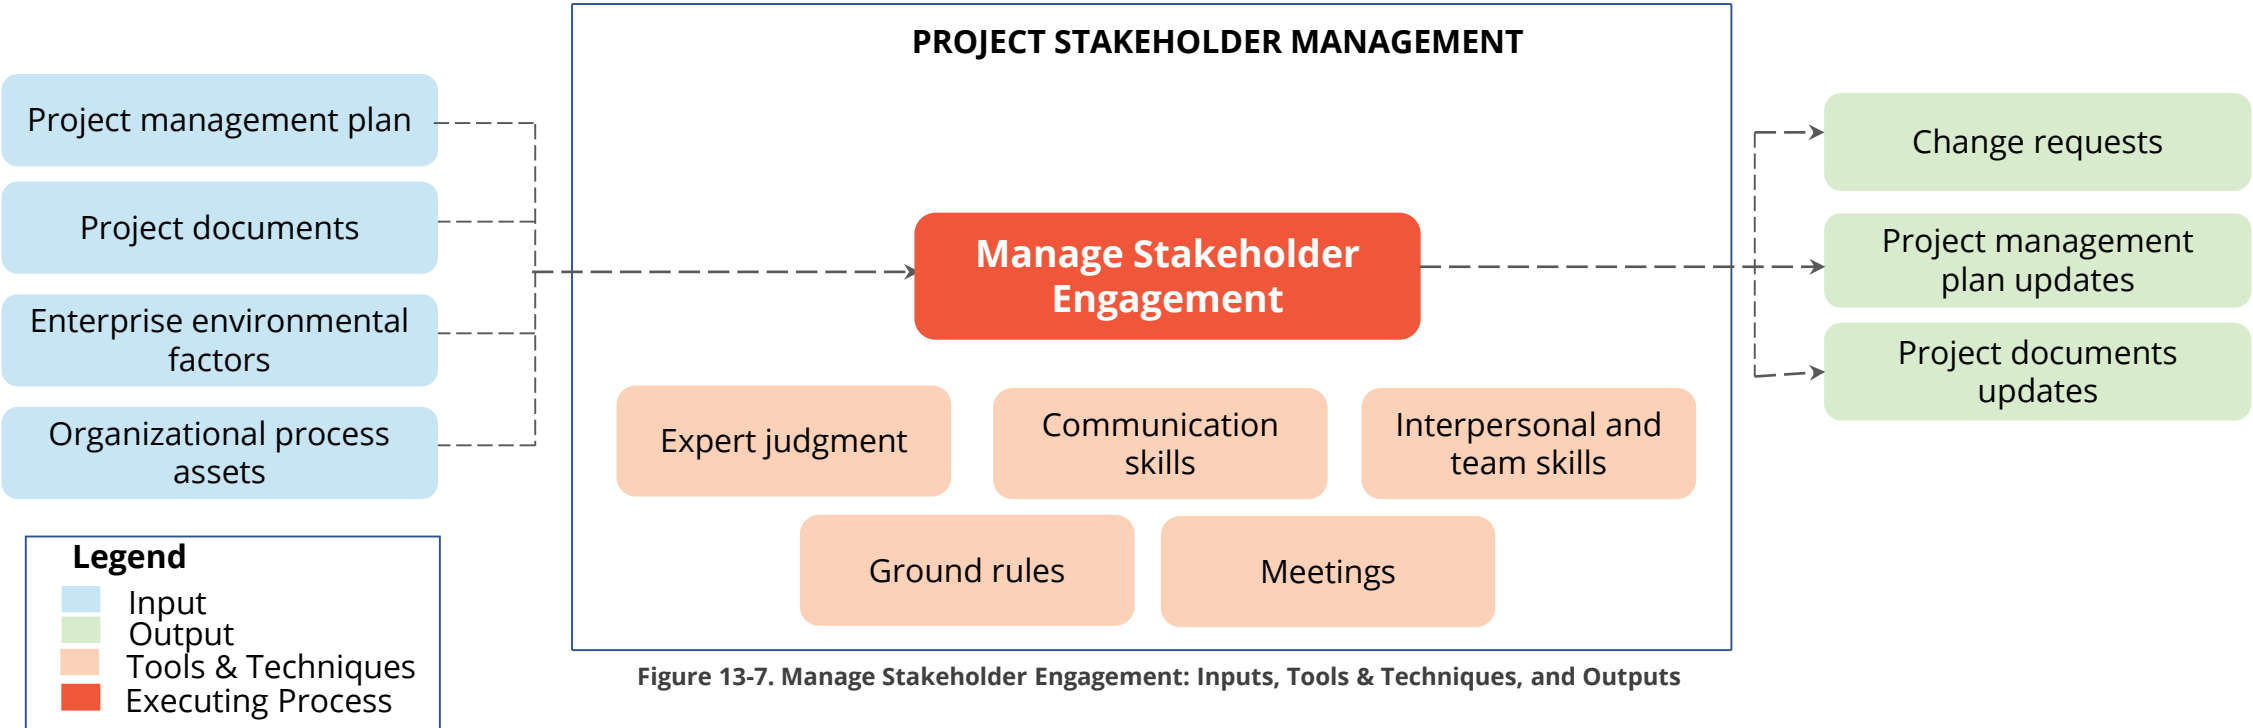 PROJECT STAKEHOLDER MANAGEMENT
Project management plan
Project documents
Enterprise environmental
factors
Organizational process
assets
Manage Stakeholder
Engagement
Expert judgment
Communication
skills
Interpersonal and
team skills
Ground rules
Meetings
Change requests
Project management
plan updates
Project documents
updates
Legend
Input
Output
Tools & Techniques
Executing Process
Figure 13-7. Manage Stakeholder Engagement: Inputs, Tools & Techniques, and Outputs